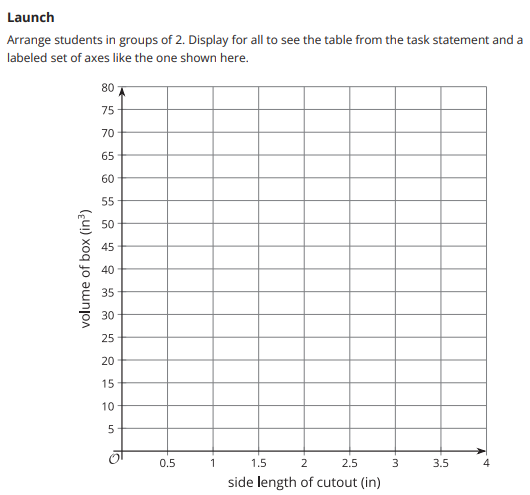 Launch
Arrange students in groups of 2. Display for all to see the table from the task statement and a
labeled set of axes like the one shown here.
80
75
70
65
60
55
50
45
40
35
30
25
20
15
10
5
volume of box (in³)
O
0.5 1 1.5 2 2.5 3 3.5 4
side length of cutout (in)